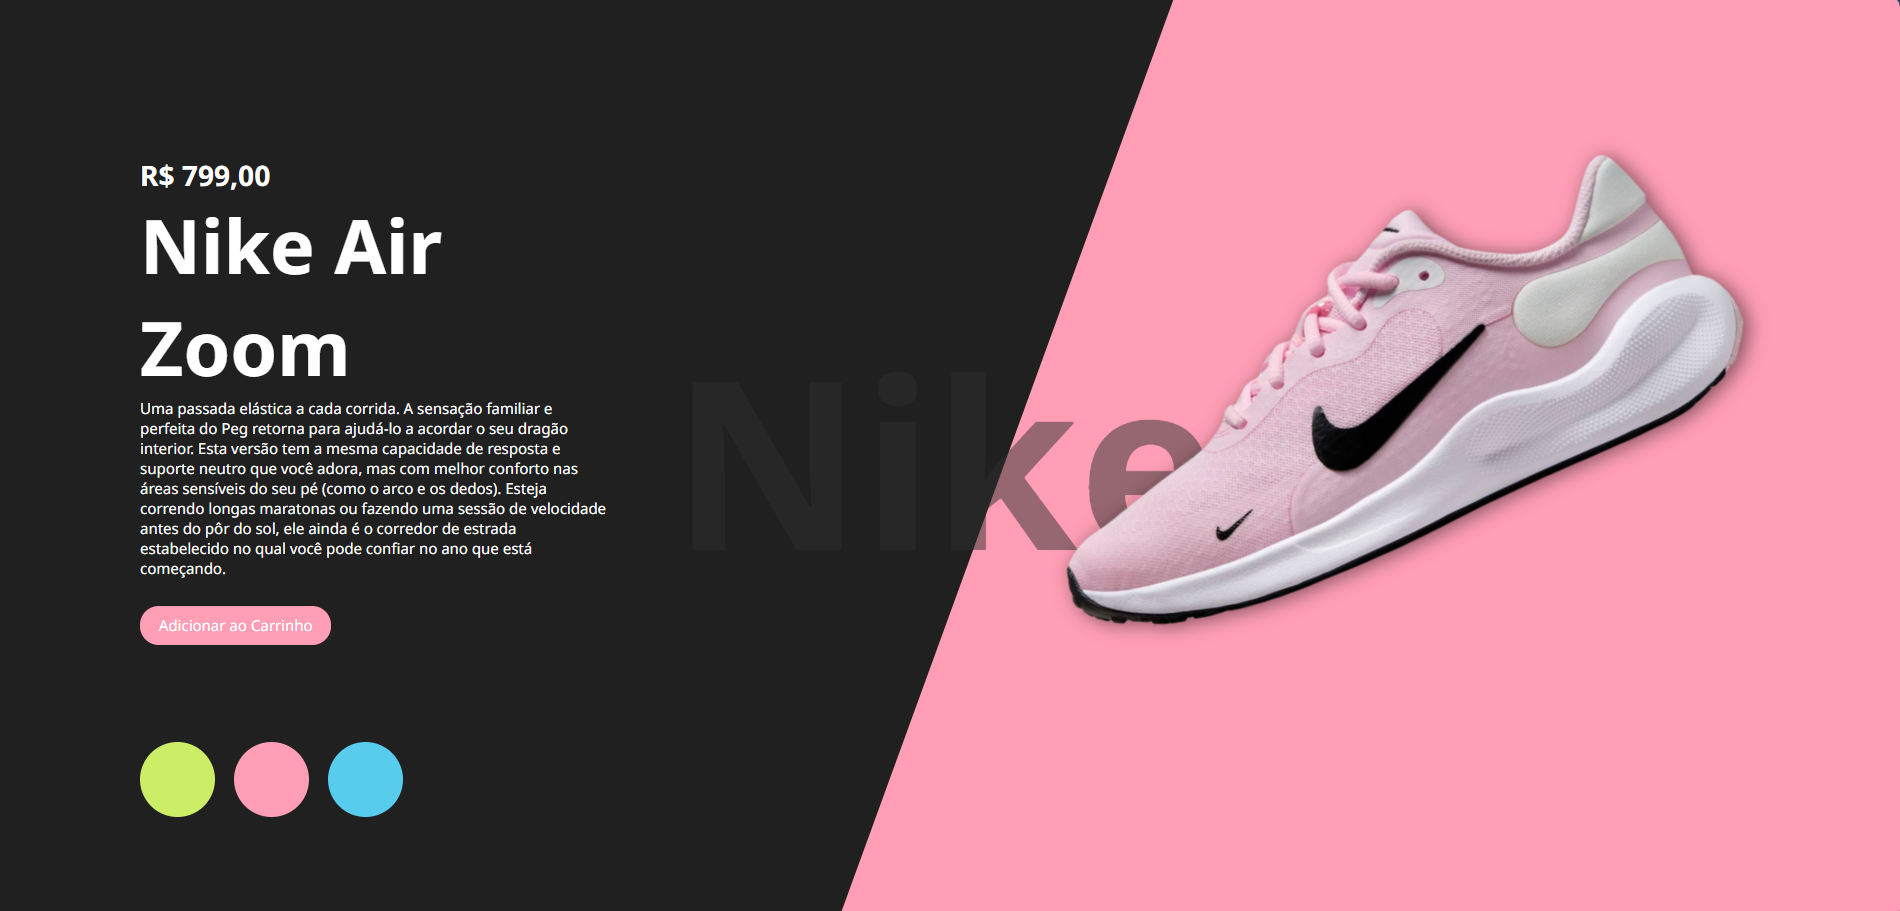 R$ 799,00
Nike Air
Zoom
Uma passada elástica a cada corrida. A sensação familiar e
perfeita do Peg retorna para ajudá-lo a acordar o seu dragão
interior. Esta versão tem a mesma capacidade de resposta e
suporte neutro que você adora, mas com melhor conforto nas
áreas sensíveis do seu pé (como o arco e os dedos). Esteja
correndo longas maratonas ou fazendo uma sessão de velocidade
antes do pôr do sol, ele ainda é o corredor de estrada
estabelecido no qual você pode confiar no ano que está
começando.
Adicionar ao Carrinho
Nike